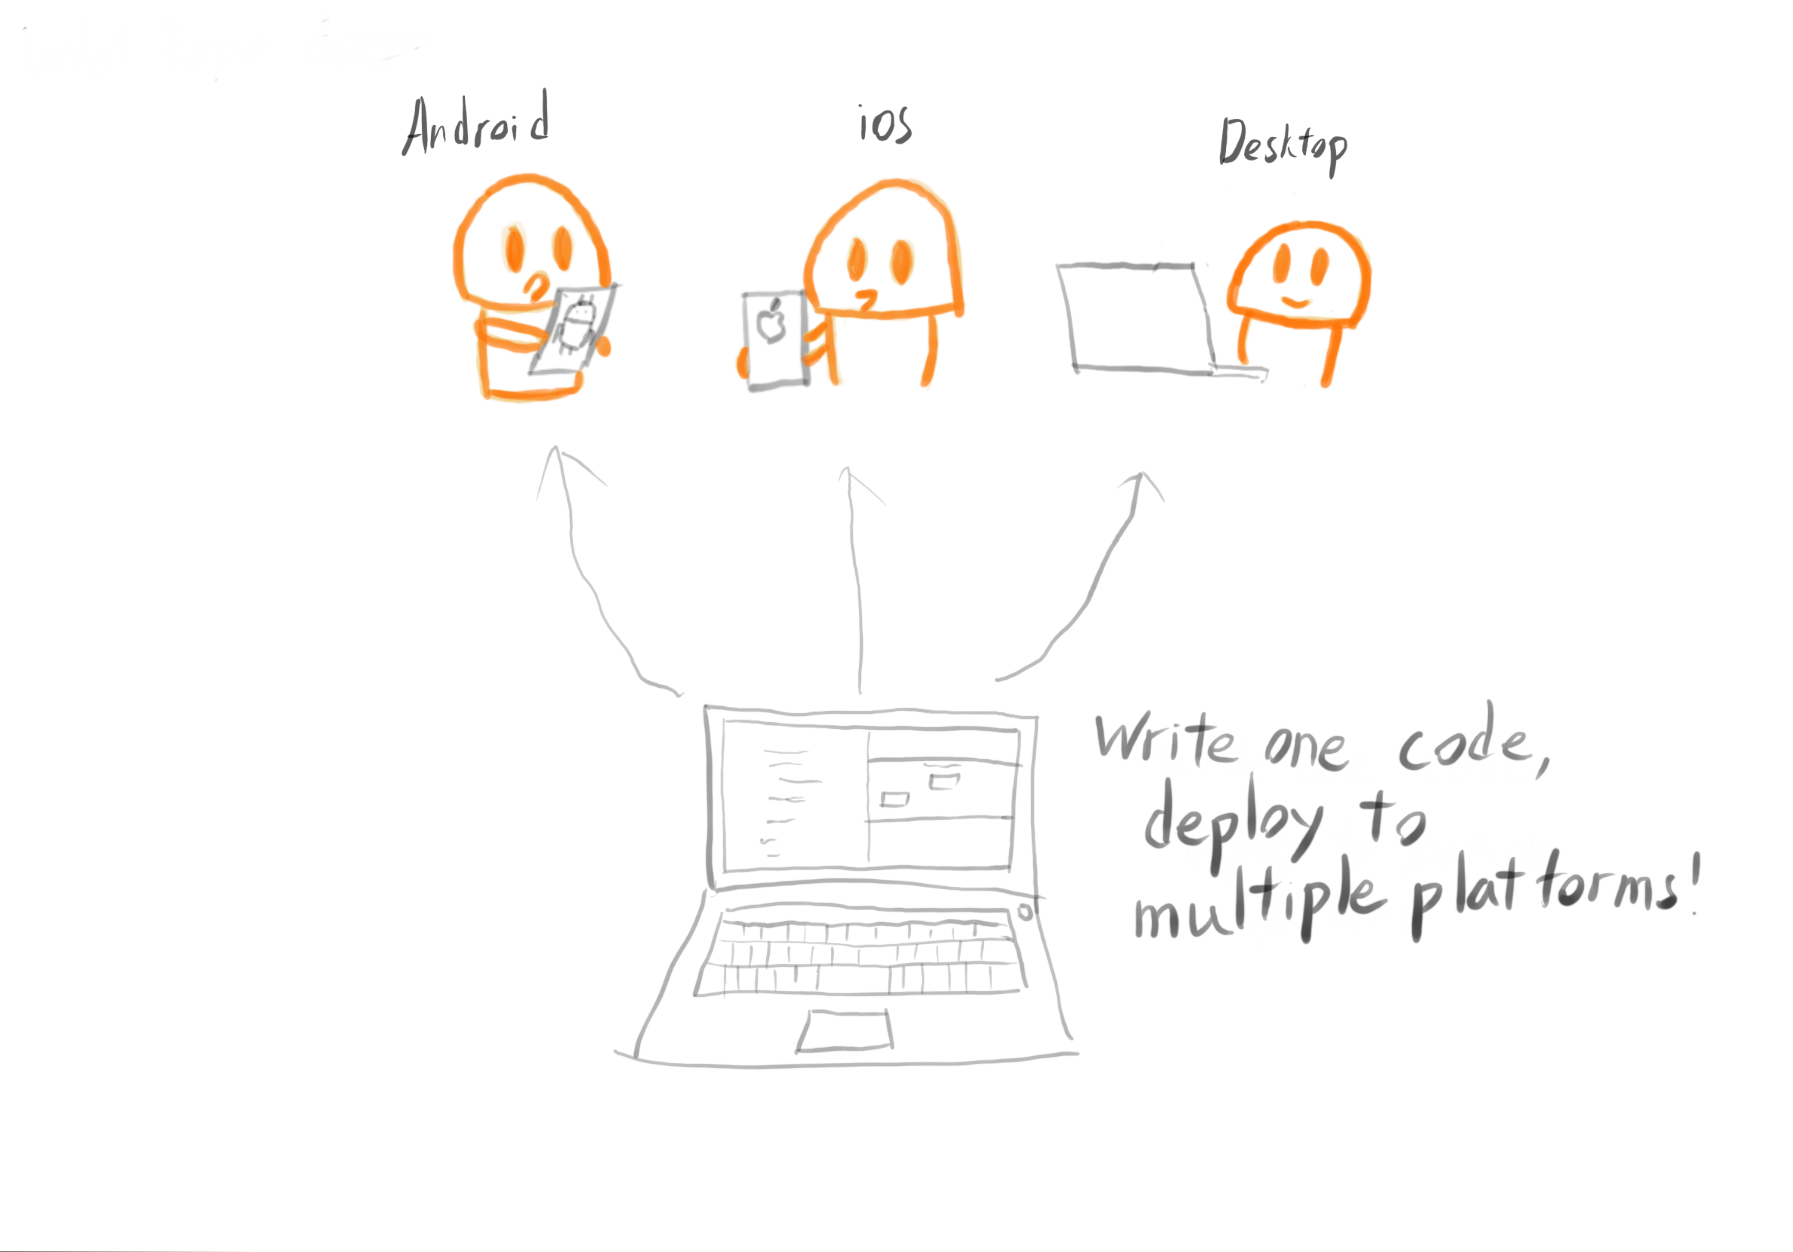 Android
iOS
Desktop
Write one code,
deploy to
multiple platforms!